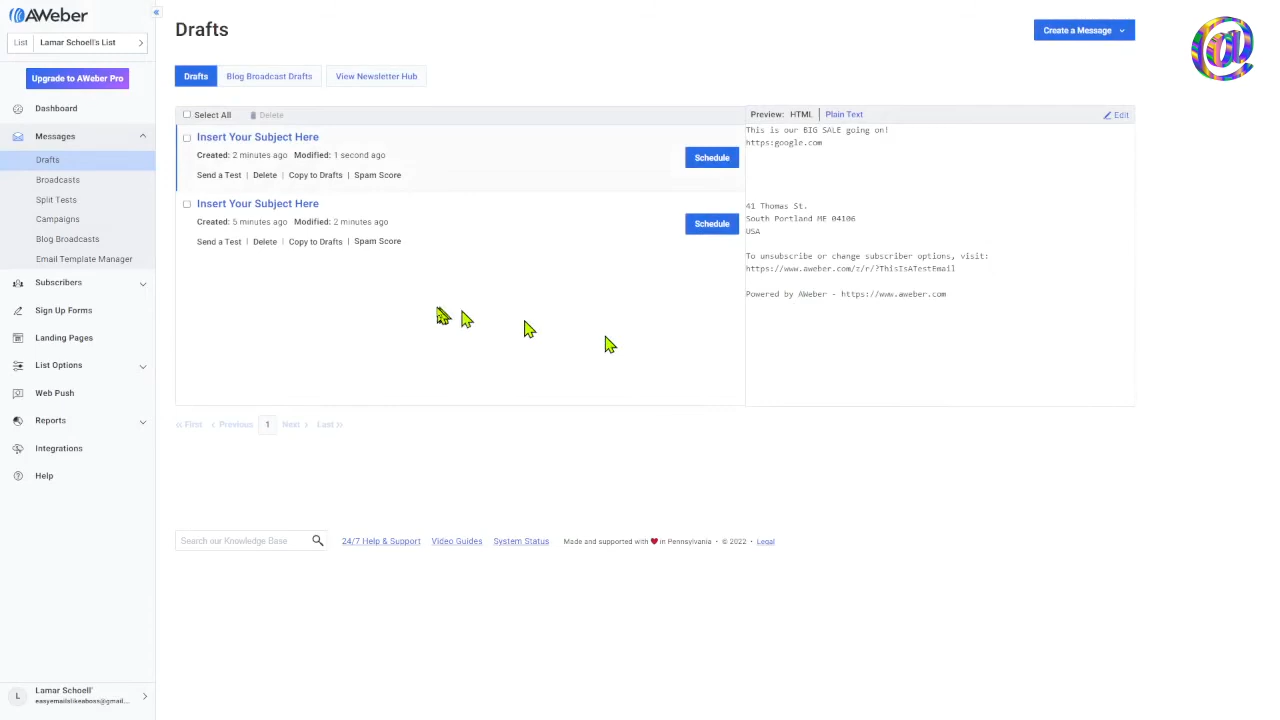 AWeber
«
List Lamar Schoell's List
Upgrade to AWeber Pro
Dashboard
Messages
Drafts
Broadcasts
Split Tests
Campaigns
Blog Broadcasts
Email Template Manager
Subscribers
Sign Up Forms
Landing Pages
List Options
Web Push
Reports
Integrations
Help
L
Lamar Schoell'
easyemailslikeaboss@gmail...
Drafts
Create a Message
@
Drafts Blog Broadcast Drafts View Newsletter Hub
Select All Delete
Insert Your Subject Here
Created: 2 minutes ago Modified: 1 second ago
Schedule
Send a Test | Delete | Copy to Drafts | Spam Score
Insert Your Subject Here
Created: 5 minutes ago Modified: 2 minutes ago
Schedule
Send a Test | Delete | Copy to Drafts | Spam Score
Preview: HTML | Plain Text Edit
This is our BIG SALE going on!
https:google.com
41 Thomas St.
South Portland ME 04106
USA
To unsubscribe or change subscriber options, visit:
https://www.aweber.com/z/r/?ThisIsATestEmail
Powered by AWeber - https://www.aweber.com
« First ‹ Previous 1 Next › Last »
Search our Knowledge Base 24/7 Help & Support Video Guides System Status Made and supported with ❤ in Pennsylvania • © 2022 • Legal